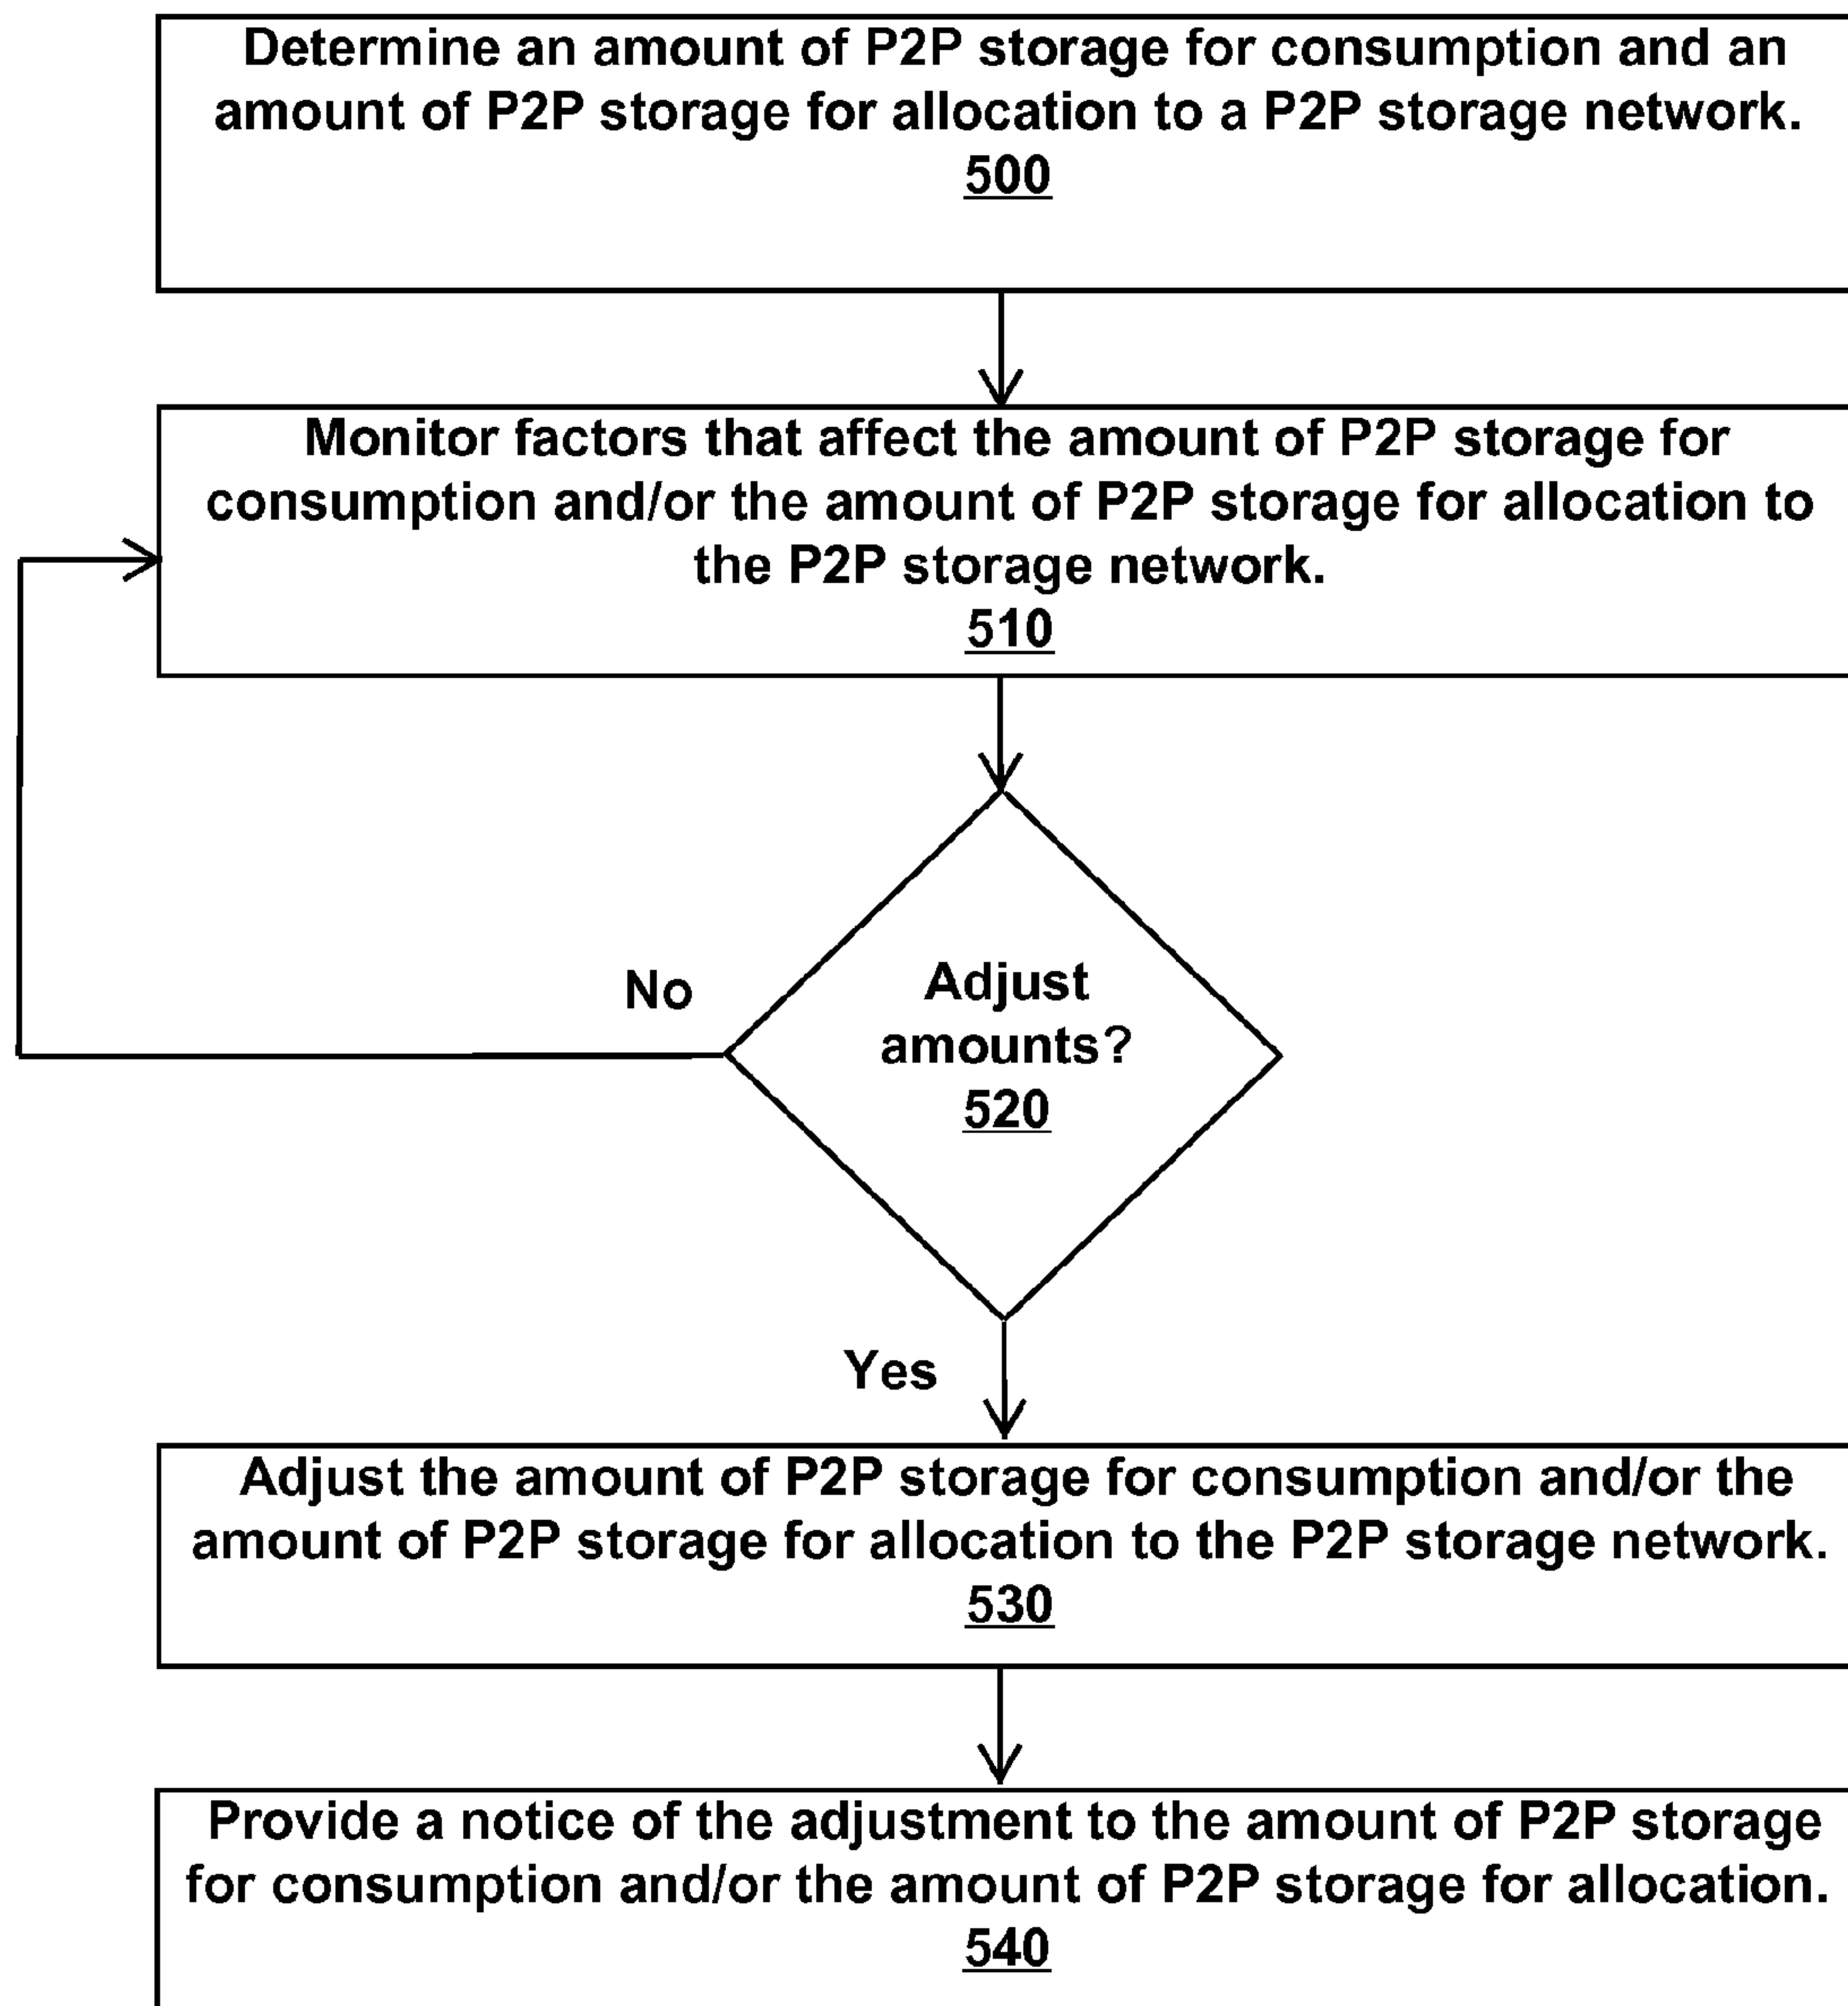 Determine an amount of P2P storage for consumption and an
amount of P2P storage for allocation to a P2P storage network.
500
Monitor factors that affect the amount of P2P storage for
consumption and/or the amount of P2P storage for allocation to
the P2P storage network.
510
No
Adjust
amounts?
520
Yes
Adjust the amount of P2P storage for consumption and/or the
amount of P2P storage for allocation to the P2P storage network.
530
Provide a notice of the adjustment to the amount of P2P storage
for consumption and/or the amount of P2P storage for allocation.
540